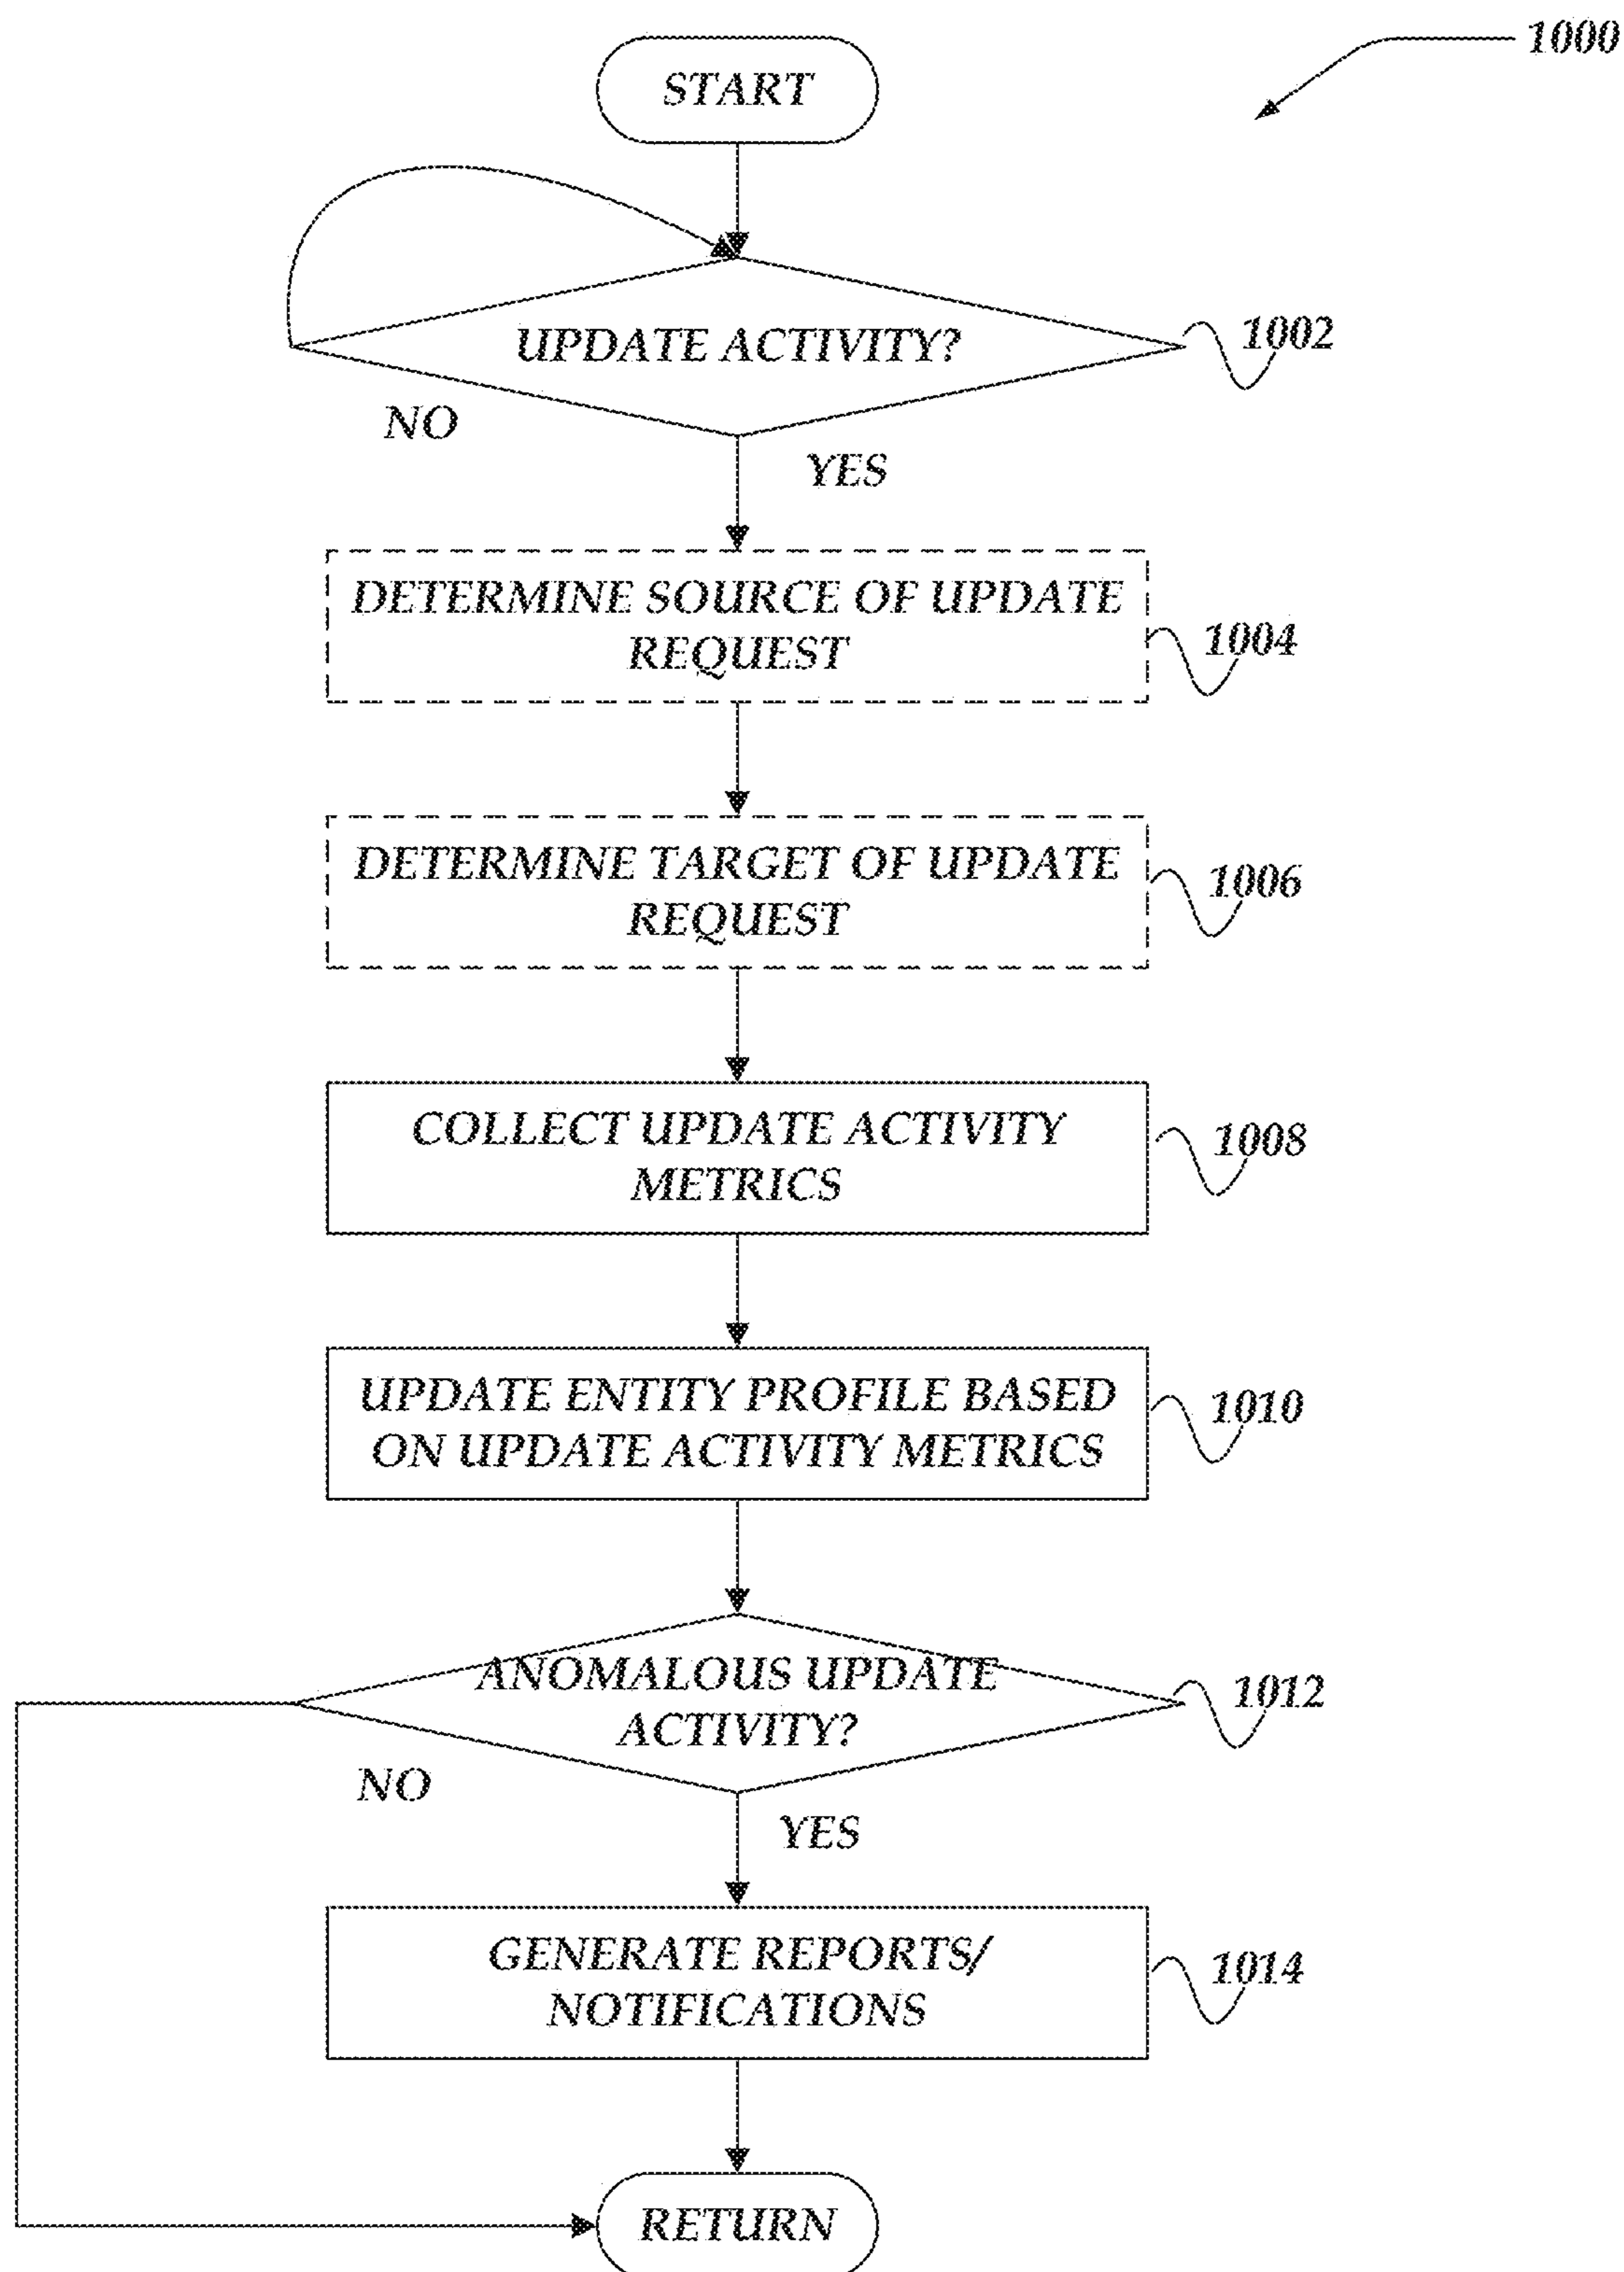 1000
START
UPDATE ACTIVITY?
1002
NO
YES
DETERMINE SOURCE OF UPDATE
REQUEST
1004
DETERMINE TARGET OF UPDATE
REQUEST
1006
COLLECT UPDATE ACTIVITY
METRICS
1008
UPDATE ENTITY PROFILE BASED
ON UPDATE ACTIVITY METRICS
1010
ANOMALOUS UPDATE
ACTIVITY?
1012
NO
YES
GENERATE REPORTS/
NOTIFICATIONS
1014
RETURN